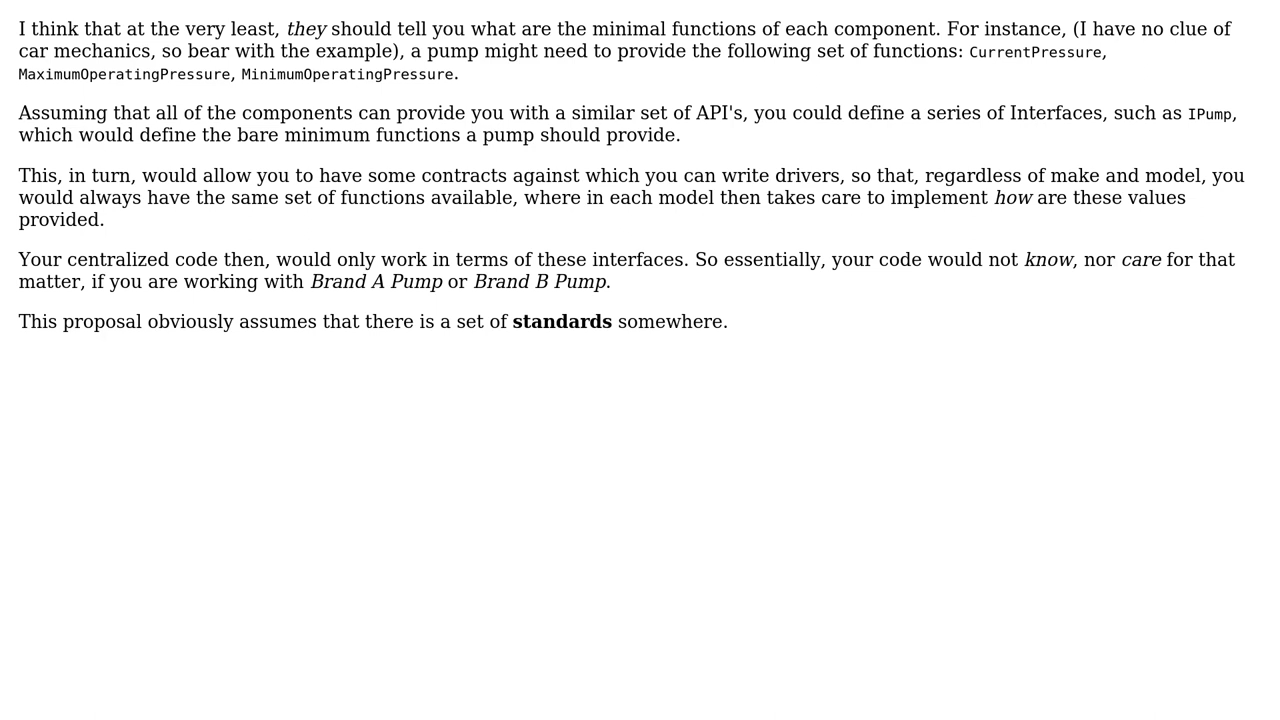 I think that at the very least, they should tell you what are the minimal functions of each component. For instance, (I have no clue of
car mechanics, so bear with the example), a pump might need to provide the following set of functions: CurrentPressure,
MaximumOperatingPressure, MinimumOperatingPressure.
Assuming that all of the components can provide you with a similar set of API's, you could define a series of Interfaces, such as IPump,
which would define the bare minimum functions a pump should provide.
This, in turn, would allow you to have some contracts against which you can write drivers, so that, regardless of make and model, you
would always have the same set of functions available, where in each model then takes care to implement how are these values
provided.
Your centralized code then, would only work in terms of these interfaces. So essentially, your code would not know, nor care for that
matter, if you are working with Brand A Pump or Brand B Pump.
This proposal obviously assumes that there is a set of standards somewhere.